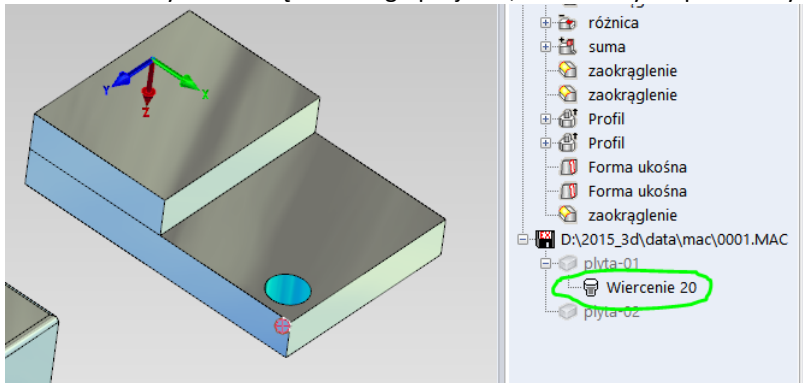 różnica
suma
zaokrąglenie
zaokrąglenie
Profil
Profil
Forma ukośna
Forma ukośna
zaokrąglenie
D:\2015_3d\data\mac\0001.MAC
plyta-01
Wiercenie 20
plyta-02
Y
X
Z